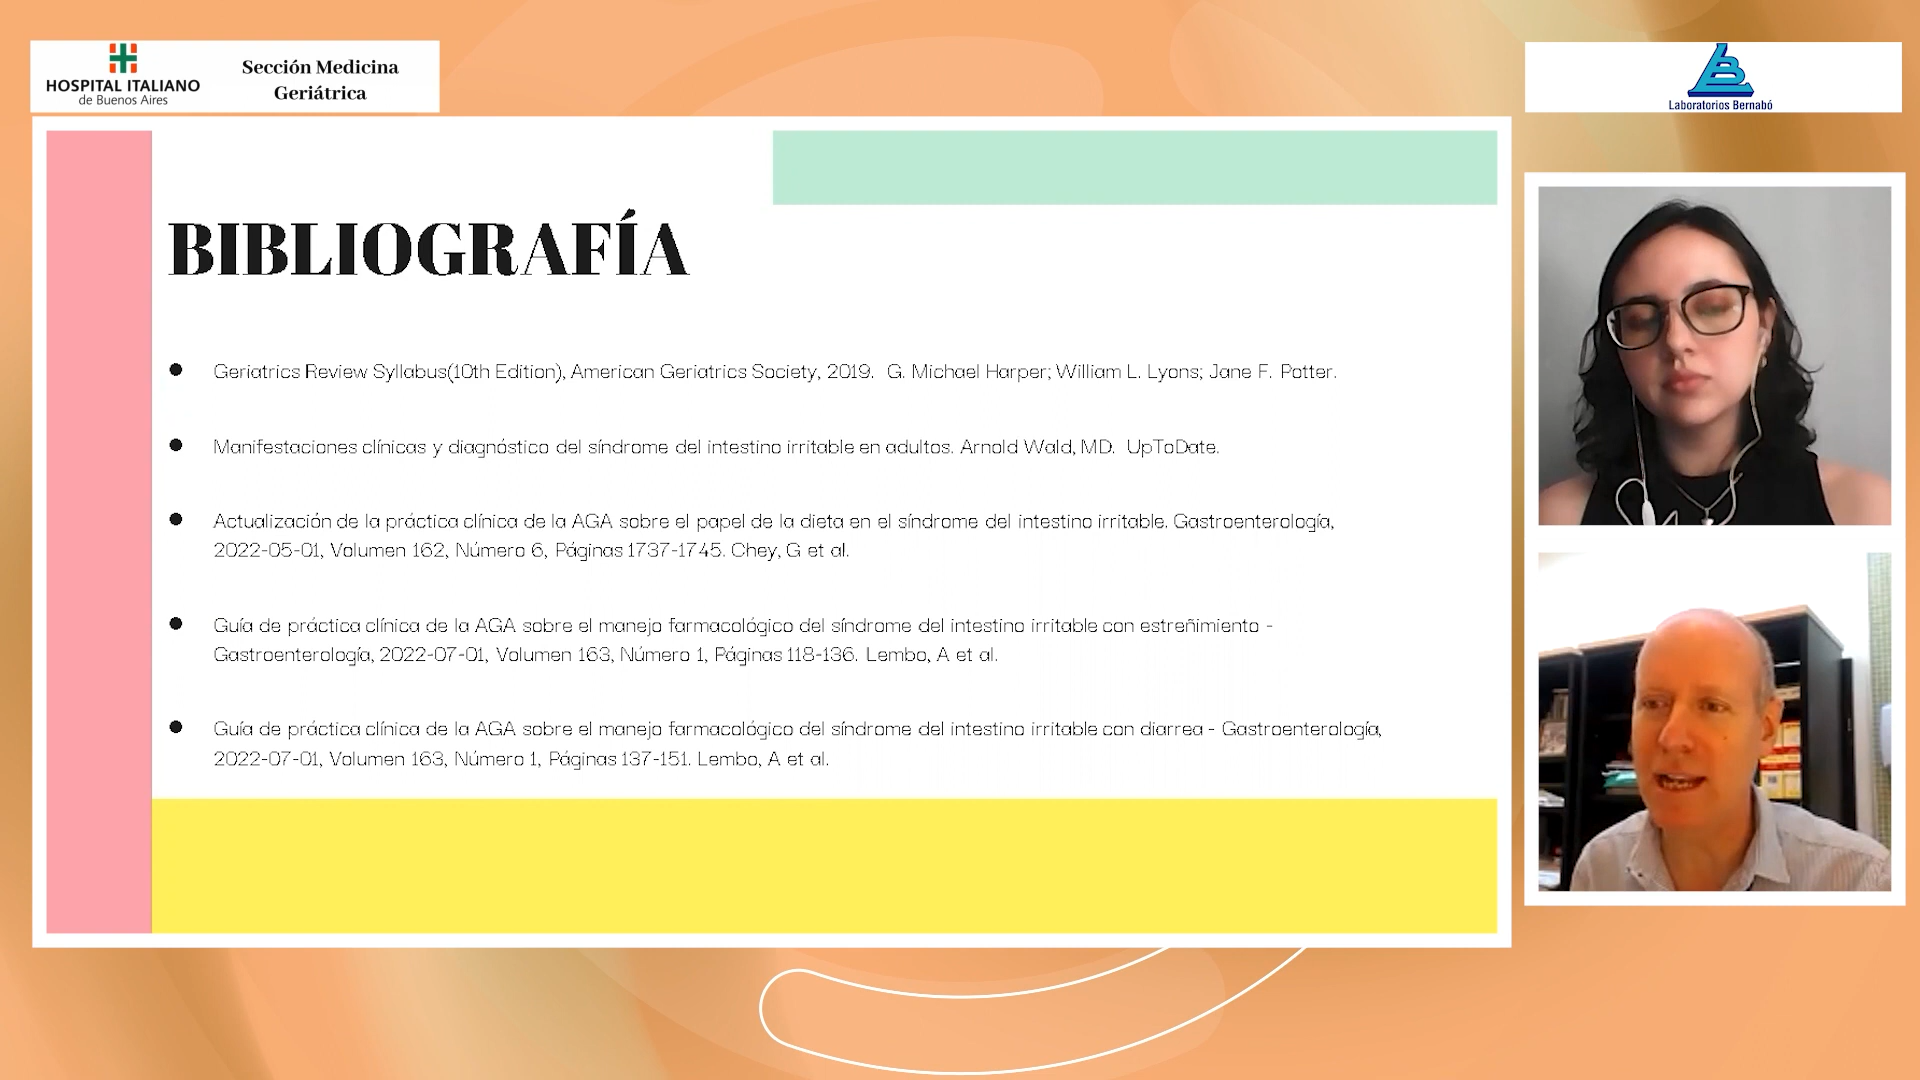 HOSPITAL ITALIANO
de Buenos Aires
Sección Medicina
Geriátrica
Laboratorios Bernabó
BIBLIOGRAFÍA
● Geriatrics Review Syllabus(10th Edition), American Geriatrics Society, 2019. G. Michael Harper; William L. Lyons; Jane F. Potter.
● Manifestaciones clínicas y diagnóstico del síndrome del intestino irritable en adultos. Arnold Wald, MD. UpToDate.
● Actualización de la práctica clínica de la AGA sobre el papel de la dieta en el síndrome del intestino irritable. Gastroenterología,
2022-05-01, Volumen 162, Número 6, Páginas 1737-1745. Chey, G et al.
● Guía de práctica clínica de la AGA sobre el manejo farmacológico del síndrome del intestino irritable con estreñimiento -
Gastroenterología, 2022-07-01, Volumen 163, Número 1, Páginas 118-136. Lembo, A et al.
● Guía de práctica clínica de la AGA sobre el manejo farmacológico del síndrome del intestino irritable con diarrea - Gastroenterología,
2022-07-01, Volumen 163, Número 1, Páginas 137-151. Lembo, A et al.